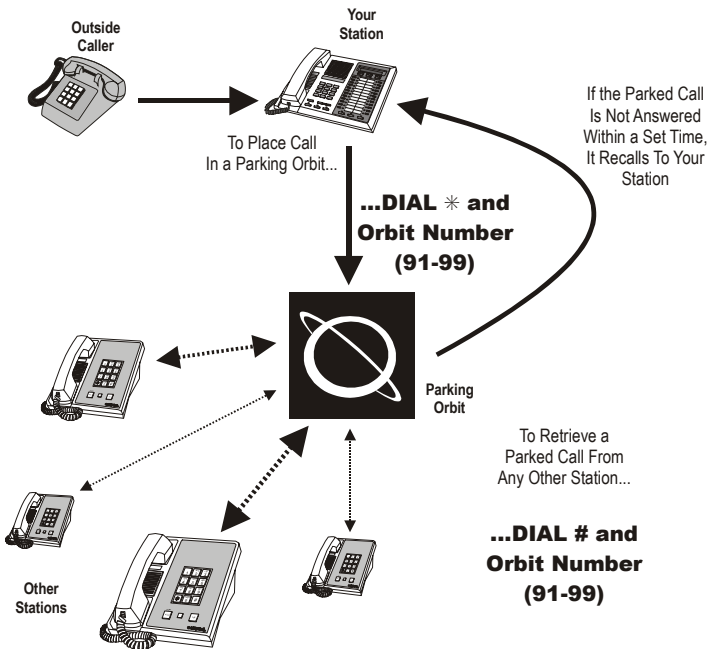 Outside
Caller
Your
Station
To Place Call
In a Parking Orbit...
...DIAL ✳ and
Orbit Number
(91-99)
If the Parked Call
Is Not Answered
Within a Set Time,
It Recalls To Your
Station
Parking
Orbit
To Retrieve a
Parked Call From
Any Other Station...
...DIAL # and
Orbit Number
(91-99)
Other
Stations